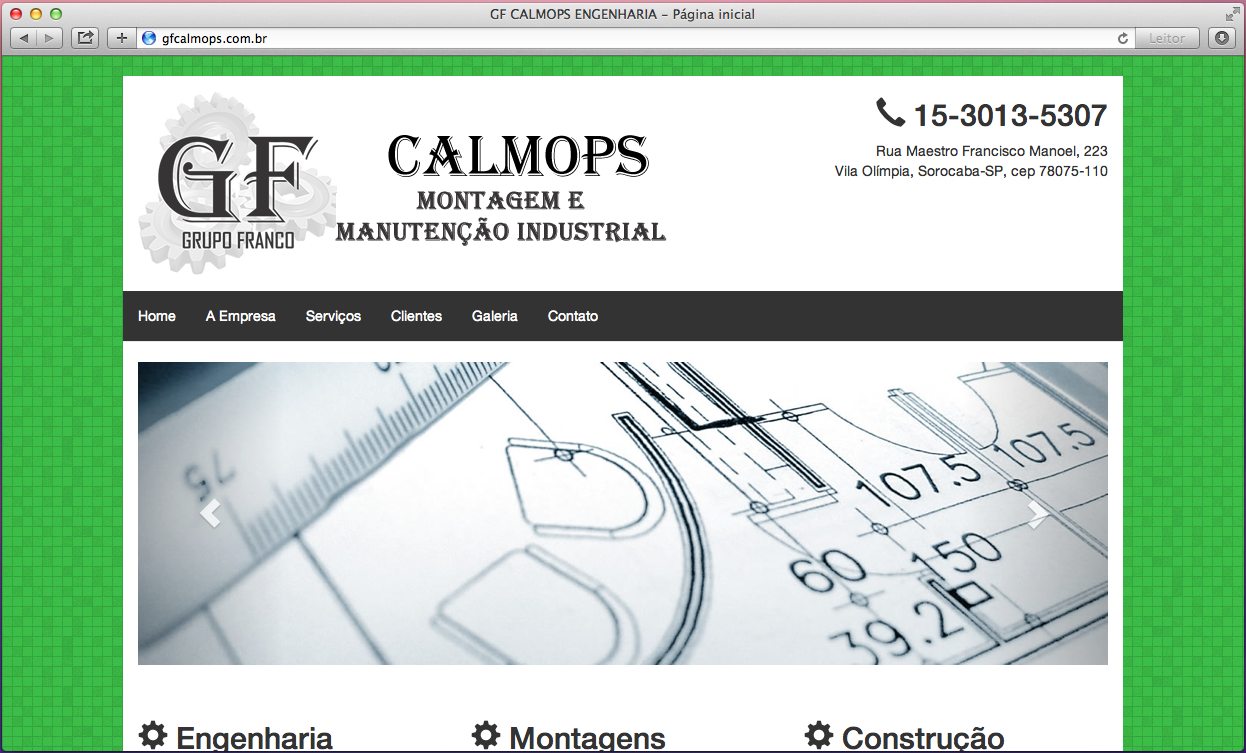 GF CALMOPS ENGENHARIA – Página inicial
gfcalmops.com.br
Leitor
GF
GRUPO FRANCO
CALMOPS
MONTAGEM E
MANUTENÇÃO INDUSTRIAL
15-3013-5307
Rua Maestro Francisco Manoel, 223
Vila Olímpia, Sorocaba-SP, cep 78075-110
Home A Empresa Serviços Clientes Galeria Contato
75
107.5
107.5
150
60
39.2
Engenharia Montagens Construção